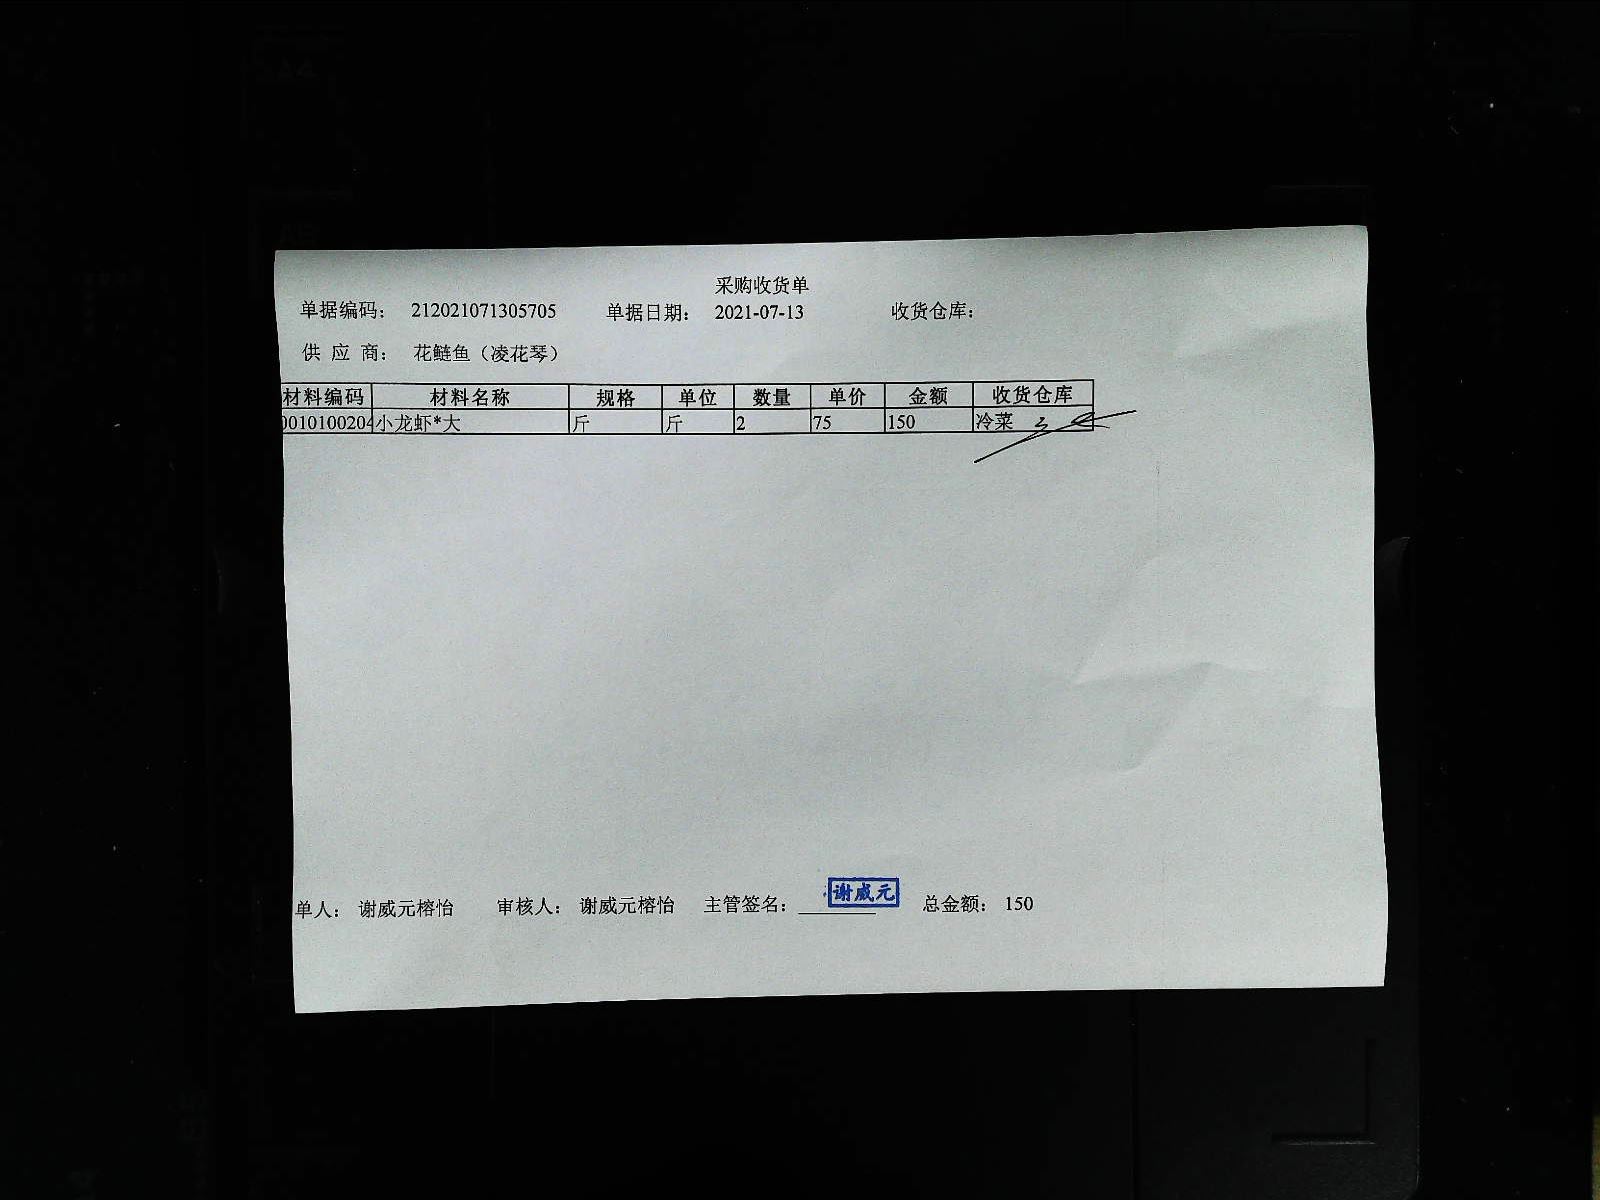 采购收货单
单据编码： 212021071305705 单据日期： 2021-07-13 收货仓库：
供 应 商： 花鲢鱼（凌花琴）
材料编码 材料名称 规格 单位 数量 单价 金额 收货仓库
0010100204 小龙虾*大 斤 斤 2 75 150 冷菜
单人： 谢威元榕怡 审核人： 谢威元榕怡 主管签名： 谢威元 总金额： 150